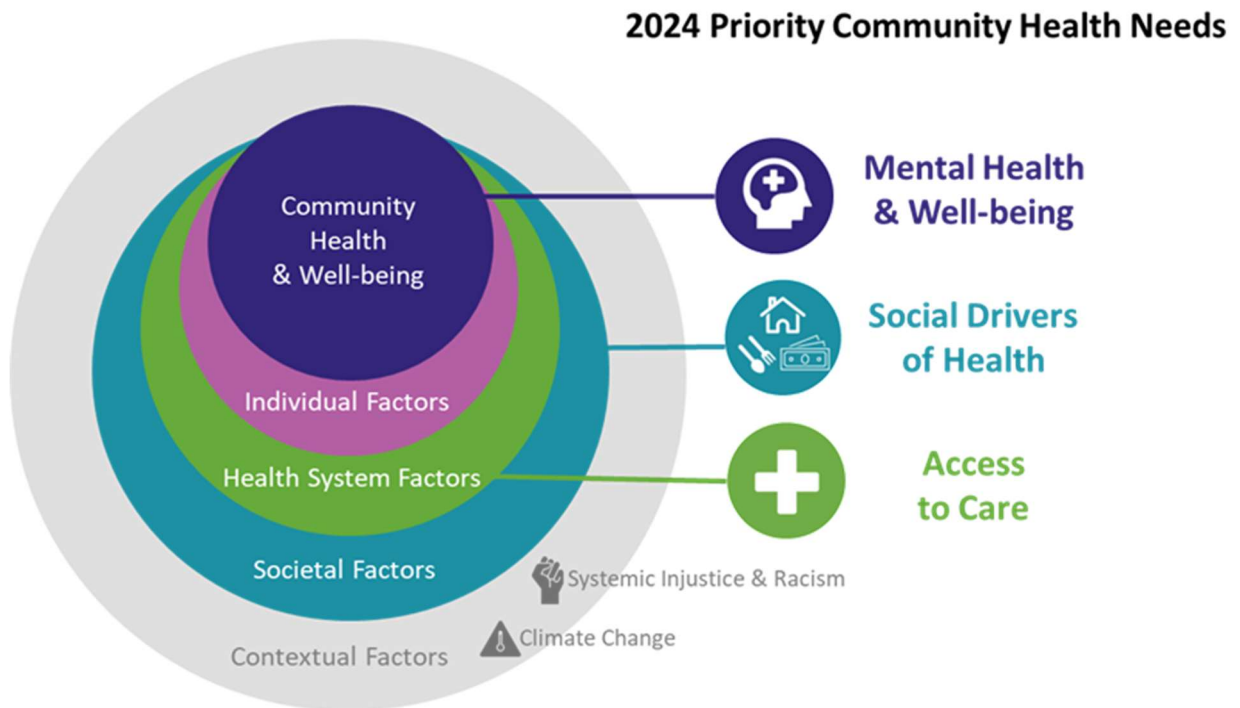 2024 Priority Community Health Needs
Community
Health
& Well-being
Individual Factors
Health System Factors
Societal Factors
Contextual Factors
Mental Health
& Well-being
Social Drivers
of Health
Access
to Care
Systemic Injustice & Racism
Climate Change